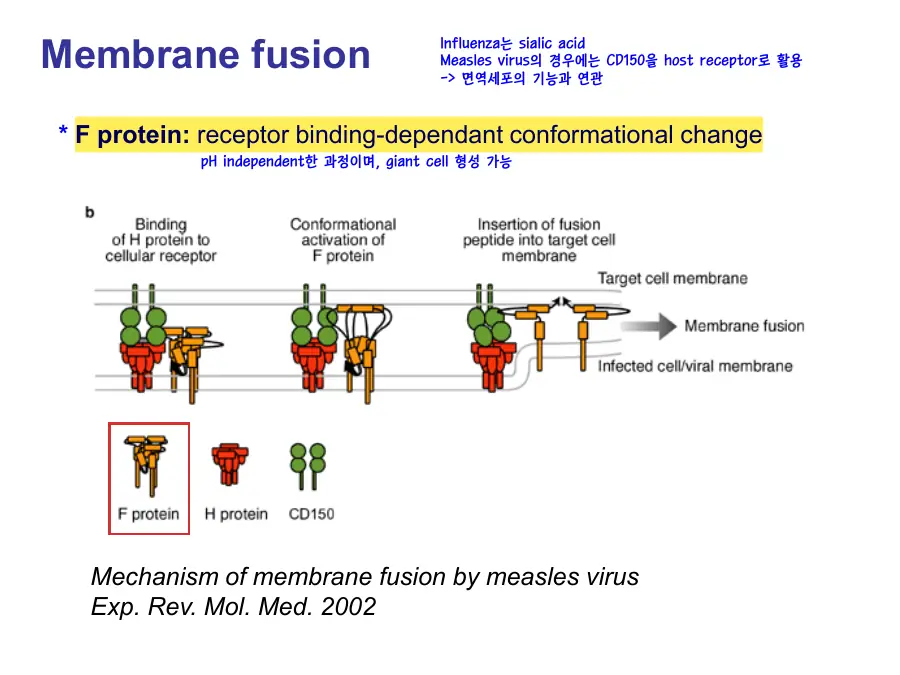 Membrane fusion
Influenza는 sialic acid
Measles virus의 경우에는 CD150을 host receptor로 활용
-> 면역세포의 기능과 연관
* F protein: receptor binding-dependant conformational change
pH independent한 과정이며, giant cell 형성 가능
b
Binding
of H protein to
cellular receptor
Conformational
activation of
F protein
Insertion of fusion
peptide into target cell
membrane
Target cell membrane
Membrane fusion
Infected cell/viral membrane
F protein
H protein
CD150
Mechanism of membrane fusion by measles virus
Exp. Rev. Mol. Med. 2002